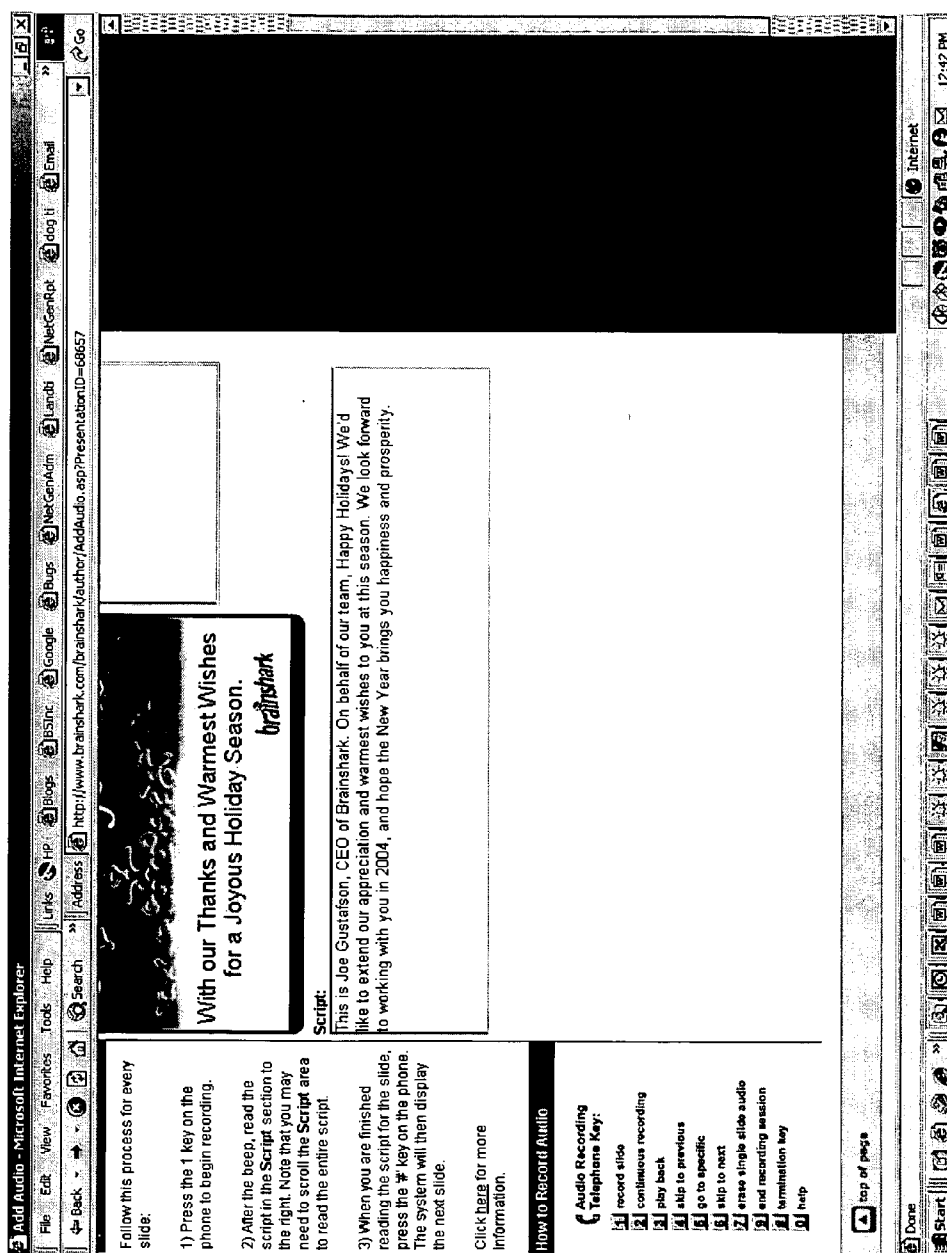 Add Audio - Microsoft Internet Explorer
File Edit View Favorites Tools Help
Links HP Blogs BSInc Google Bugs NetGenAdm Landti NetGenRpt dog ti Email
Back Search
Address http://www.brainshark.com/brainshark/author/AddAudio.asp?PresentationID=68657 Go
Follow this process for every
slide:
1) Press the 1 key on the
phone to begin recording,
2) After the beep, read the
script in the Script section to
the right. Note that you may
need to scroll the Script area
to read the entire script.
3) When you are finished
reading the script for the slide,
press the '#' key on the phone.
The system will then display
the next slide.
Click here for more
Information.
How to Record Audio
Audio Recording
Telephone Key:
1 record slide
2 continuous recording
3 play back
4 skip to previous
5 go to specific
6 skip to next
7 erase single slide audio
9 end recording session
# termination key
0 help
With our Thanks and Warmest Wishes
for a Joyous Holiday Season.
brainshark
Script:
This is Joe Gustafson, CEO of Brainshark. On behalf of our team, Happy Holidays! We'd
like to extend our appreciation and warmest wishes to you at this season. We look forward
to working with you in 2004, and hope the New Year brings you happiness and prosperity.
top of page
Done
Internet
Start
12:42 PM